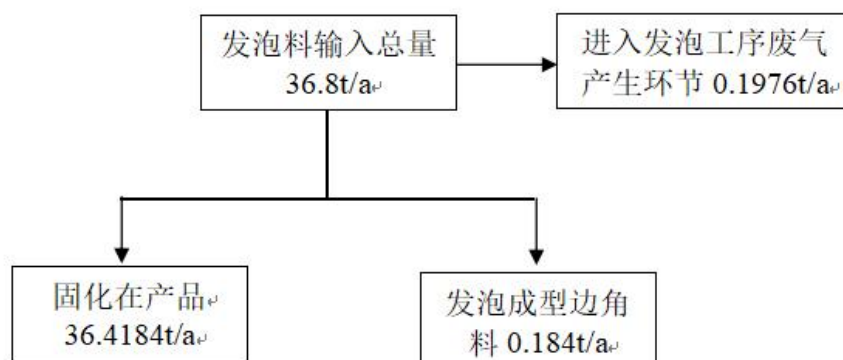 发泡料输入总量
36.8t/a
进入发泡工序废气
产生环节 0.1976t/a
固化在产品
36.4184t/a
发泡成型边角
料 0.184t/a